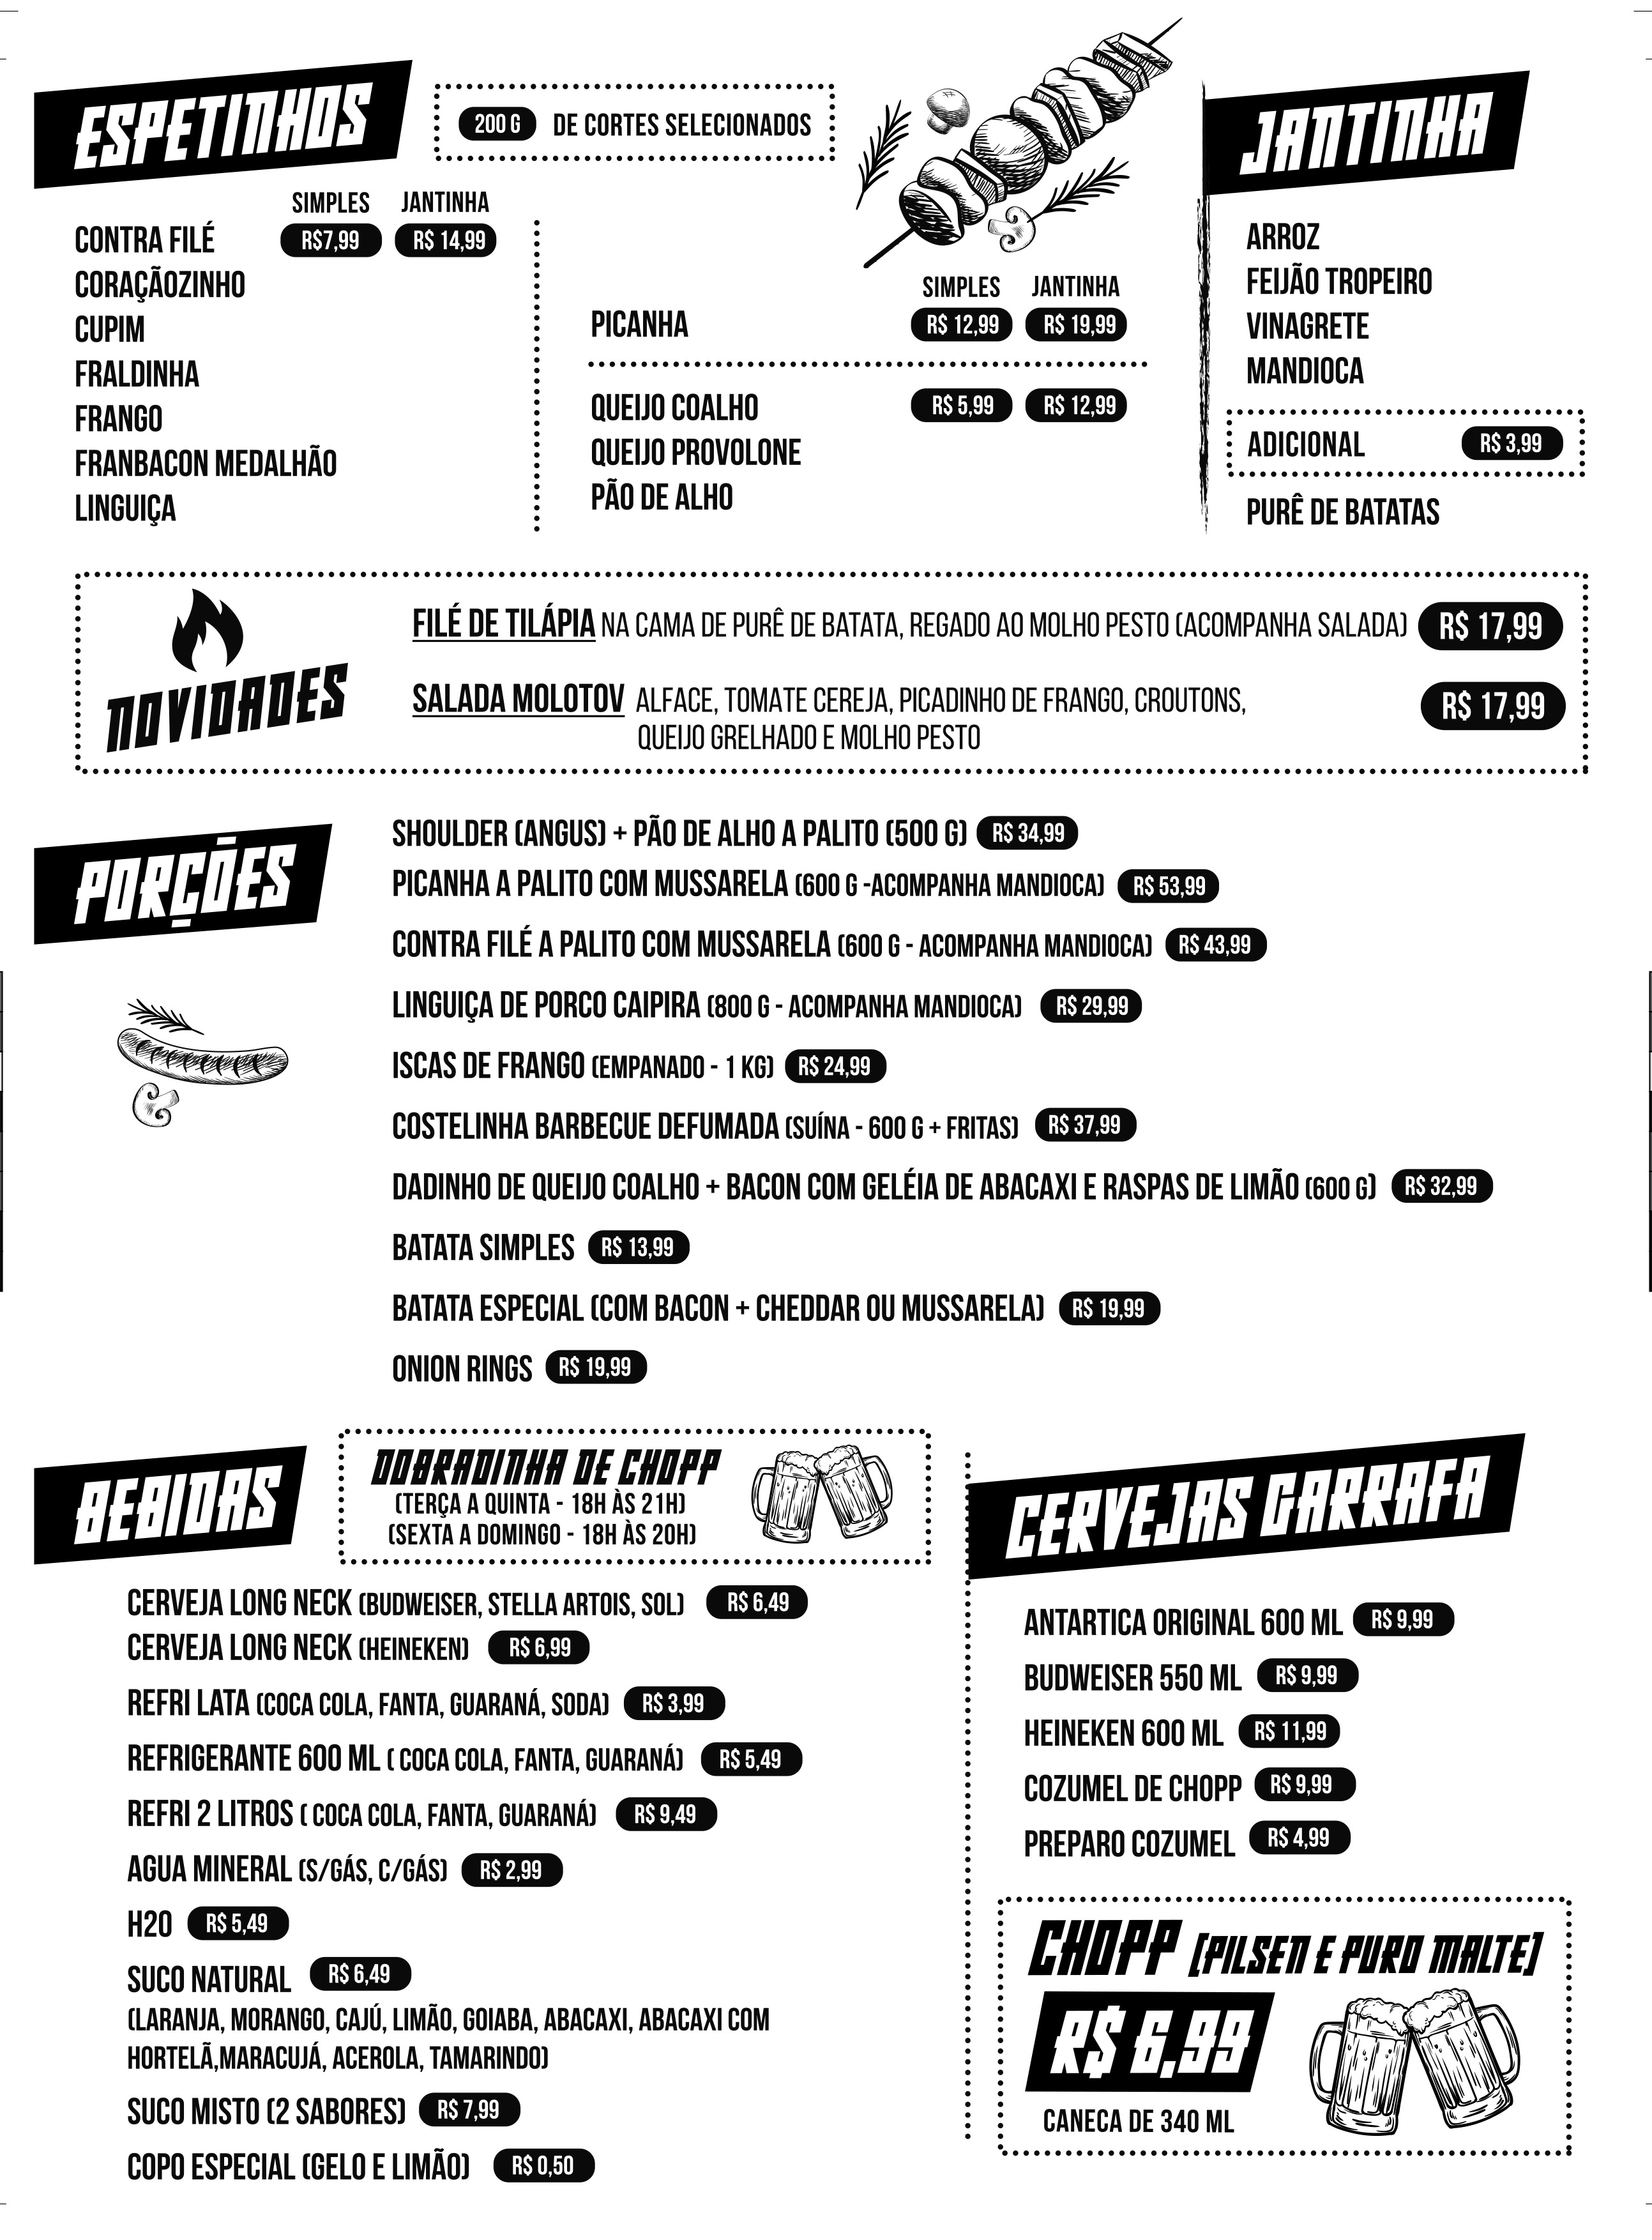 ESPETINHOS
200 G DE CORTES SELECIONADOS
SIMPLES JANTINHA
CONTRA FILÉ R$7,99 R$ 14,99
CORAÇÃOZINHO
CUPIM
FRALDINHA
FRANGO
FRANBACON MEDALHÃO
LINGUIÇA
SIMPLES JANTINHA
PICANHA R$ 12,99 R$ 19,99
QUEIJO COALHO R$ 5,99 R$ 12,99
QUEIJO PROVOLONE
PÃO DE ALHO
JANTINHA
ARROZ
FEIJÃO TROPEIRO
VINAGRETE
MANDIOCA
ADICIONAL R$ 3,99
PURÊ DE BATATAS
NOVIDADES
FILÉ DE TILÁPIA NA CAMA DE PURÊ DE BATATA, REGADO AO MOLHO PESTO (ACOMPANHA SALADA) R$ 17,99
SALADA MOLOTOV ALFACE, TOMATE CEREJA, PICADINHO DE FRANGO, CROUTONS, R$ 17,99
QUEIJO GRELHADO E MOLHO PESTO
PORÇÕES
SHOULDER (ANGUS) + PÃO DE ALHO A PALITO (500 G) R$ 34,99
PICANHA A PALITO COM MUSSARELA (600 G -ACOMPANHA MANDIOCA) R$ 53,99
CONTRA FILÉ A PALITO COM MUSSARELA (600 G - ACOMPANHA MANDIOCA) R$ 43,99
LINGUIÇA DE PORCO CAIPIRA (800 G - ACOMPANHA MANDIOCA) R$ 29,99
ISCAS DE FRANGO (EMPANADO - 1 KG) R$ 24,99
COSTELINHA BARBECUE DEFUMADA (SUÍNA - 600 G + FRITAS) R$ 37,99
DADINHO DE QUEIJO COALHO + BACON COM GELÉIA DE ABACAXI E RASPAS DE LIMÃO (600 G) R$ 32,99
BATATA SIMPLES R$ 13,99
BATATA ESPECIAL (COM BACON + CHEDDAR OU MUSSARELA) R$ 19,99
ONION RINGS R$ 19,99
BEBIDAS
DOBRADINHA DE CHOPP
(TERÇA A QUINTA - 18H ÀS 21H)
(SEXTA A DOMINGO - 18H ÀS 20H)
CERVEJA LONG NECK (BUDWEISER, STELLA ARTOIS, SOL) R$ 6,49
CERVEJA LONG NECK (HEINEKEN) R$ 6,99
REFRI LATA (COCA COLA, FANTA, GUARANÁ, SODA) R$ 3,99
REFRIGERANTE 600 ML ( COCA COLA, FANTA, GUARANÁ) R$ 5,49
REFRI 2 LITROS ( COCA COLA, FANTA, GUARANÁ) R$ 9,49
AGUA MINERAL (S/GÁS, C/GÁS) R$ 2,99
H2O R$ 5,49
SUCO NATURAL R$ 6,49
(LARANJA, MORANGO, CAJÚ, LIMÃO, GOIABA, ABACAXI, ABACAXI COM
HORTELÃ,MARACUJÁ, ACEROLA, TAMARINDO)
SUCO MISTO (2 SABORES) R$ 7,99
COPO ESPECIAL (GELO E LIMÃO) R$ 0,50
CERVEJAS GARRAFA
ANTARTICA ORIGINAL 600 ML R$ 9,99
BUDWEISER 550 ML R$ 9,99
HEINEKEN 600 ML R$ 11,99
COZUMEL DE CHOPP R$ 9,99
PREPARO COZUMEL R$ 4,99
CHOPP (PILSEN E PURO MALTE)
R$ 6,99
CANECA DE 340 ML